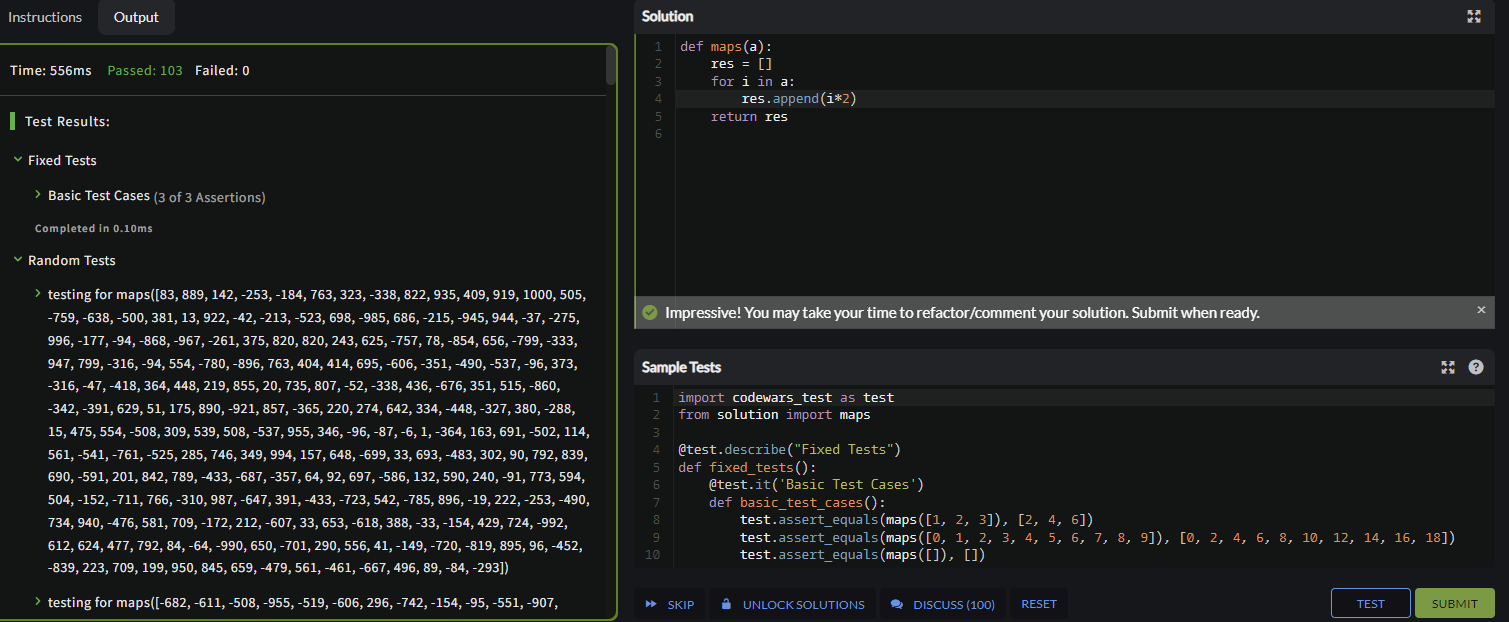 Instructions
Output
Time: 556ms Passed: 103 Failed: 0
Test Results:
Fixed Tests
Basic Test Cases (3 of 3 Assertions)
Completed in 0.10ms
Random Tests
testing for maps([83, 889, 142, -253, -184, 763, 323, -338, 822, 935, 409, 919, 1000, 505,
-759, -638, -500, 381, 13, 922, -42, -213, -523, 698, -985, 686, -215, -945, 944, -37, -275,
996, -177, -94, -868, -967, -261, 375, 820, 820, 243, 625, -757, 78, -854, 656, -799, -333,
947, 799, -316, -94, 554, -780, -896, 763, 404, 414, 695, -606, -351, -490, -537, -96, 373,
-316, -47, -418, 364, 448, 219, 855, 20, 735, 807, -52, -338, 436, -676, 351, 515, -860,
-342, -391, 629, 51, 175, 890, -921, 857, -365, 220, 274, 642, 334, -448, -327, 380, -288,
15, 475, 554, -508, 309, 539, 508, -537, 955, 346, -96, -87, -6, 1, -364, 163, 691, -502, 114,
561, -541, -761, -525, 285, 746, 349, 994, 157, 648, -699, 33, 693, -483, 302, 90, 792, 839,
690, -591, 201, 842, 789, -433, -687, -357, 64, 92, 697, -586, 132, 590, 240, -91, 773, 594,
504, -152, -711, 766, -310, 987, -647, 391, -433, -723, 542, -785, 896, -19, 222, -253, -490,
734, 940, -476, 581, 709, -172, 212, -607, 33, 653, -618, 388, -33, -154, 429, 724, -992,
612, 624, 477, 792, 84, -64, -990, 650, -701, 290, 556, 41, -149, -720, -819, 895, 96, -452,
-839, 223, 709, 199, 950, 845, 659, -479, 561, -461, -667, 496, 89, -84, -293])
testing for maps([-682, -611, -508, -955, -519, -606, 296, -742, -154, -95, -551, -907,
Solution
1 def maps(a):
2 res = []
3 for i in a:
4 res.append(i*2)
5 return res
6
Impressive! You may take your time to refactor/comment your solution. Submit when ready.
×
Sample Tests
?
1 import codewars_test as test
2 from solution import maps
3
4 @test.describe("Fixed Tests")
5 def fixed_tests():
6 @test.it('Basic Test Cases')
7 def basic_test_cases():
8 test.assert_equals(maps([1, 2, 3]), [2, 4, 6])
9 test.assert_equals(maps([0, 1, 2, 3, 4, 5, 6, 7, 8, 9]), [0, 2, 4, 6, 8, 10, 12, 14, 16, 18])
10 test.assert_equals(maps([]), [])
SKIP
UNLOCK SOLUTIONS
DISCUSS (100)
RESET
TEST
SUBMIT